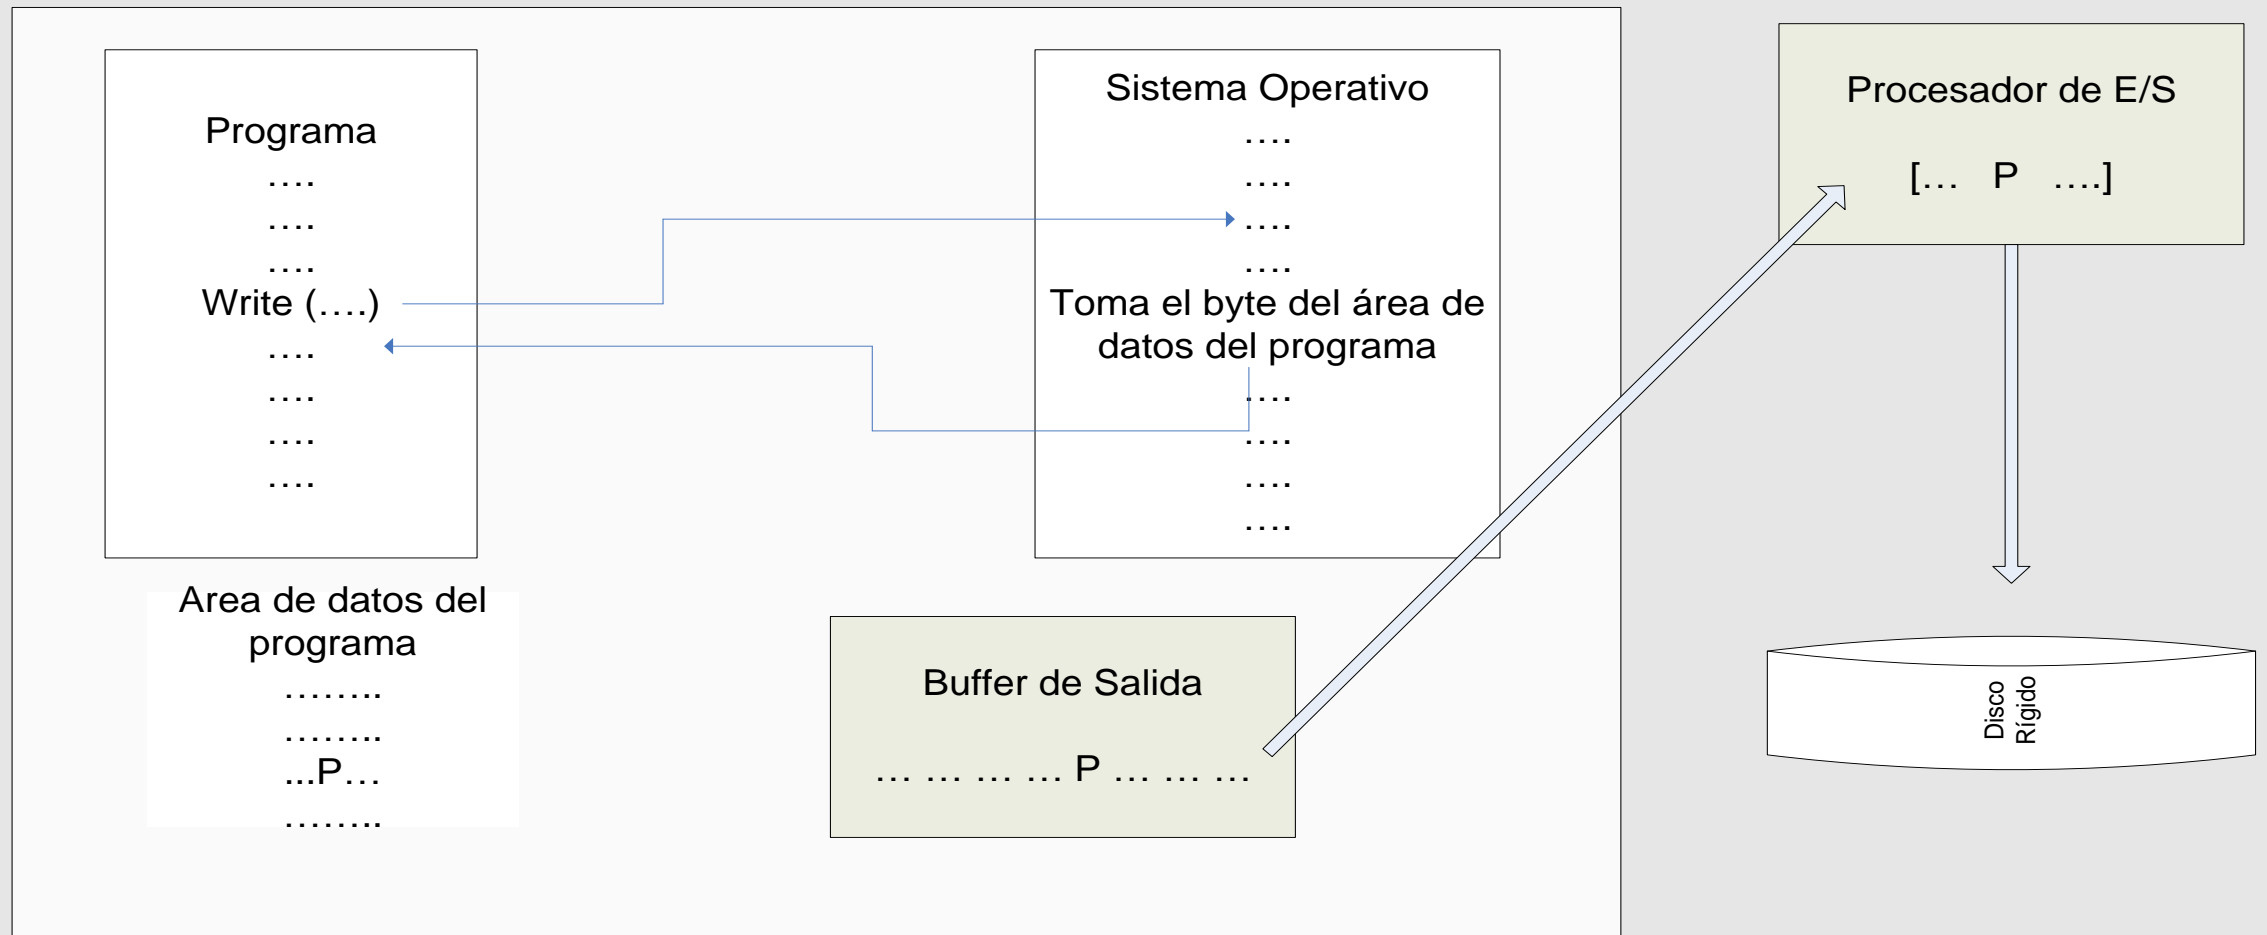 Programa
….
….
….
Write (….)
….
….
….
….
Area de datos del
programa
……..
……..
...P…
……..
Sistema Operativo
….
….
….
….
Toma el byte del área de
datos del programa
….
….
….
….
Buffer de Salida
… … … … P … … …
Procesador de E/S
[… P ….]
Disco
Rígido